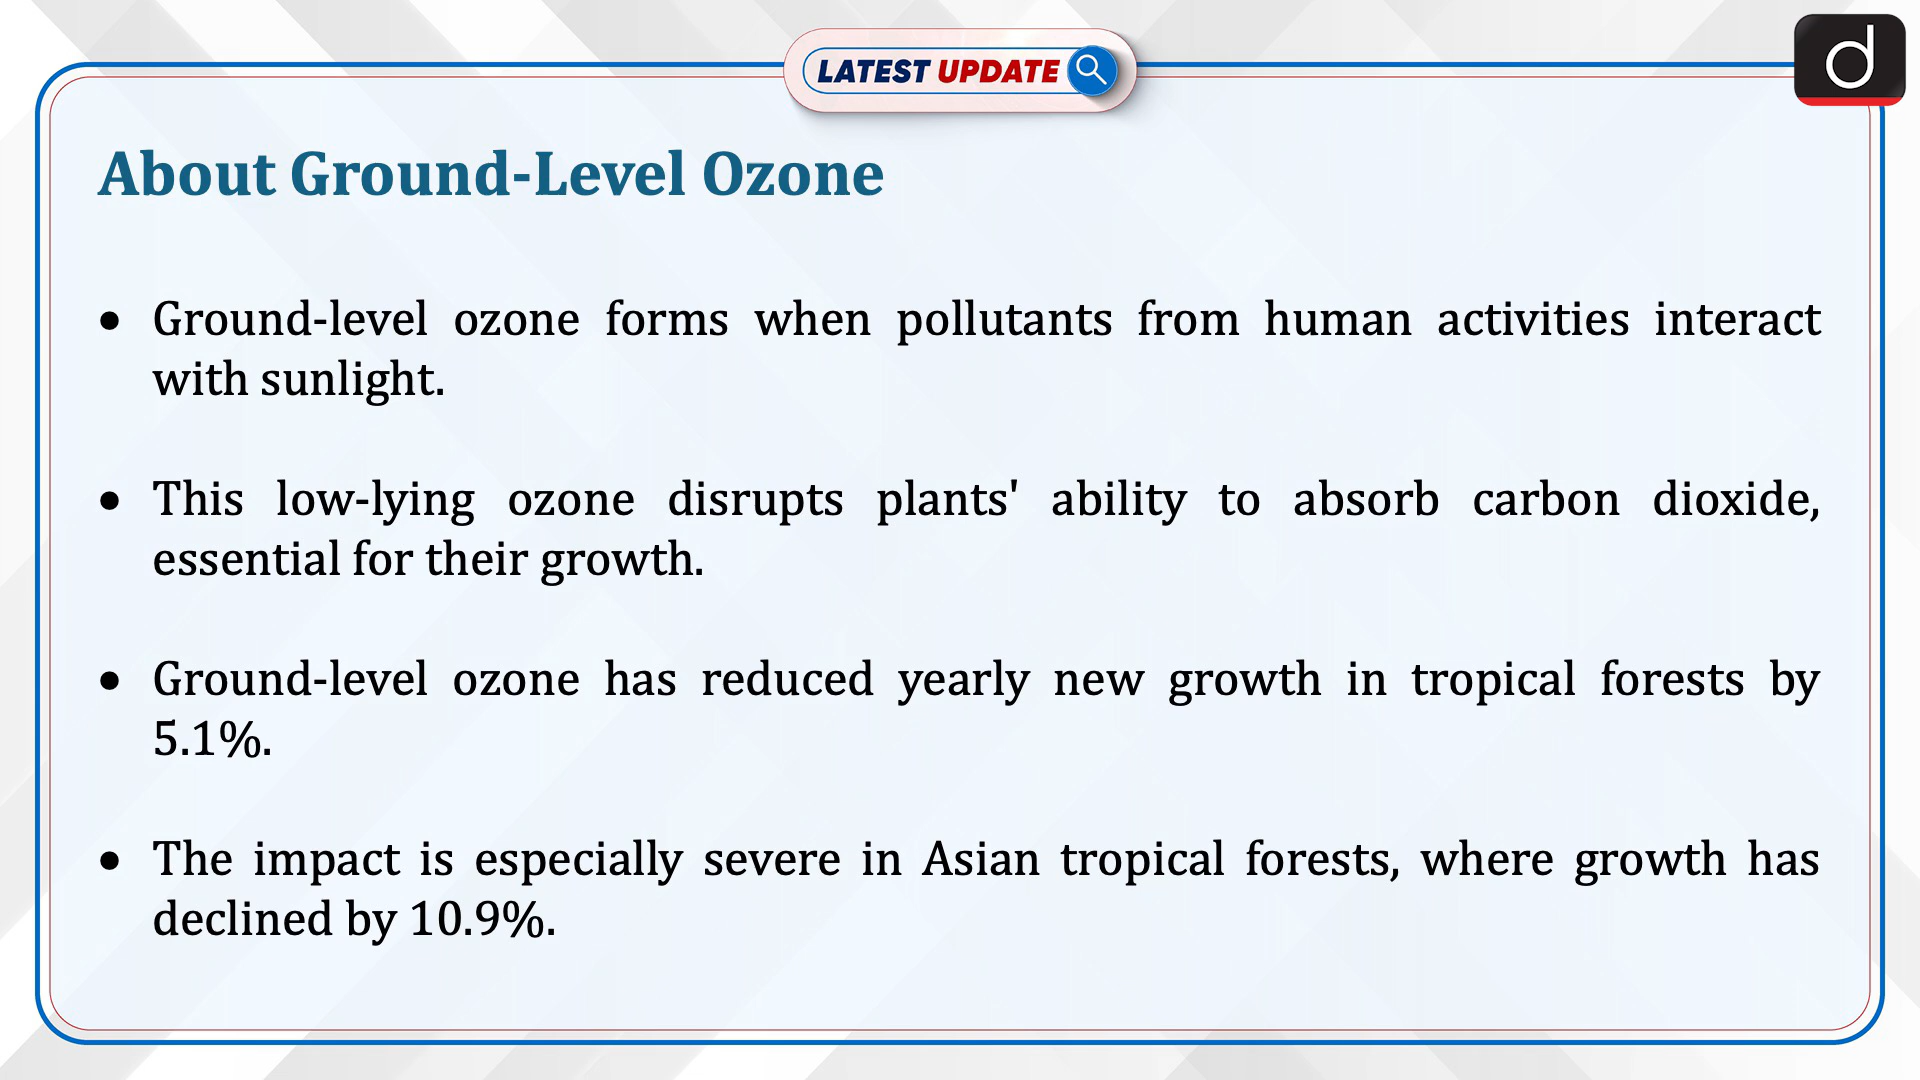 LATEST UPDATE
d
About Ground-Level Ozone
• Ground-level ozone forms when pollutants from human activities interact
with sunlight.
• This low-lying ozone disrupts plants' ability to absorb carbon dioxide,
essential for their growth.
• Ground-level ozone has reduced yearly new growth in tropical forests by
5.1%.
• The impact is especially severe in Asian tropical forests, where growth has
declined by 10.9%.